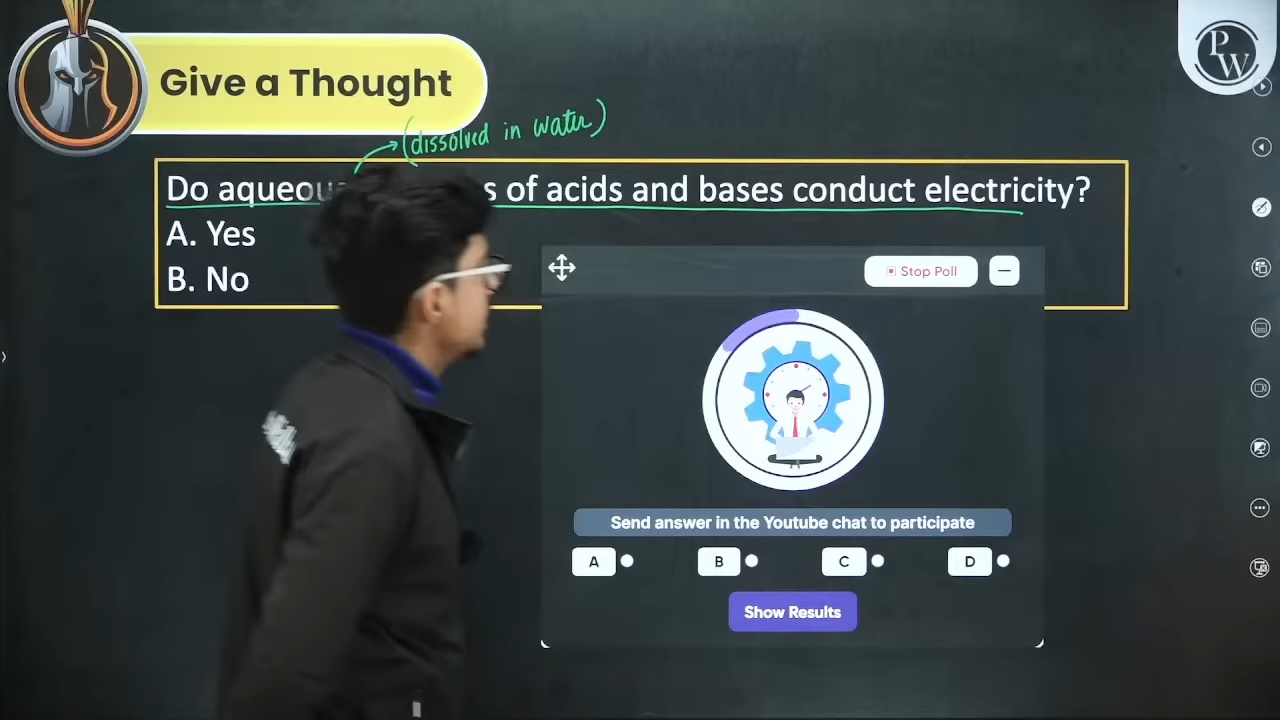 PW
Give a Thought
(dissolved in water)
Do aqueou s of acids and bases conduct electricity?
A. Yes
B. No
Stop Poll
Send answer in the Youtube chat to participate
A B C D
Show Results